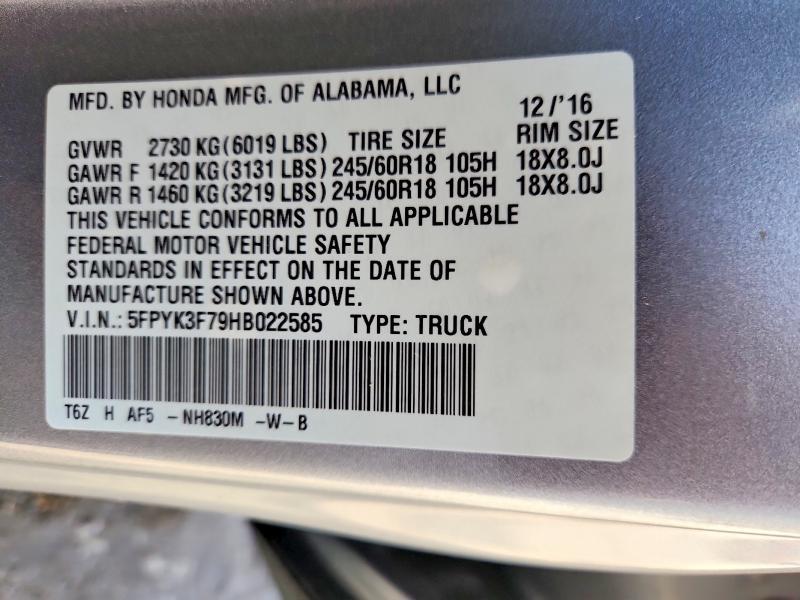 MFD. BY HONDA MFG. OF ALABAMA, LLC 12/'16
GVWR 2730 KG(6019 LBS) TIRE SIZE RIM SIZE
GAWR F 1420 KG(3131 LBS) 245/60R18 105H 18X8.0J
GAWR R 1460 KG(3219 LBS) 245/60R18 105H 18X8.0J
THIS VEHICLE CONFORMS TO ALL APPLICABLE
FEDERAL MOTOR VEHICLE SAFETY
STANDARDS IN EFFECT ON THE DATE OF
MANUFACTURE SHOWN ABOVE.
V.I.N.: 5FPYK3F79HB022585 TYPE: TRUCK
T6Z H AF5 -NH830M -W-B